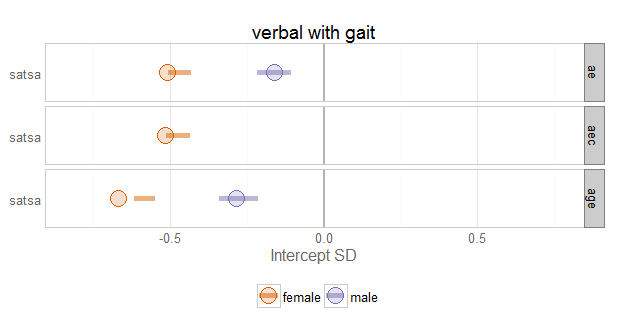 verbal with gait
satsa
ae
satsa
aec
satsa
age
-0.5 0.0 0.5
Intercept SD
female male